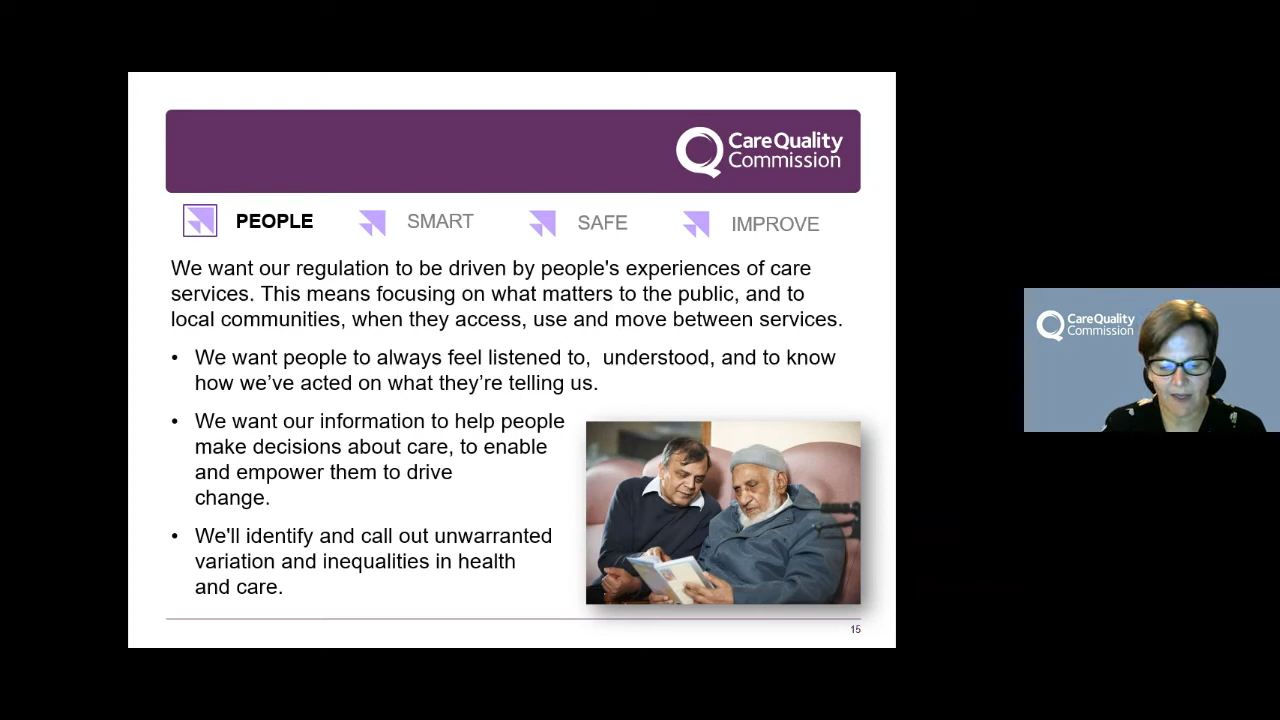 CareQuality
Commission
PEOPLE SMART SAFE IMPROVE
We want our regulation to be driven by people's experiences of care
services. This means focusing on what matters to the public, and to
local communities, when they access, use and move between services.
• We want people to always feel listened to,  understood, and to know
how we’ve acted on what they’re telling us.
• We want our information to help people
make decisions about care, to enable
and empower them to drive
change.
• We'll identify and call out unwarranted
variation and inequalities in health
and care.
15
CareQuality
Commission